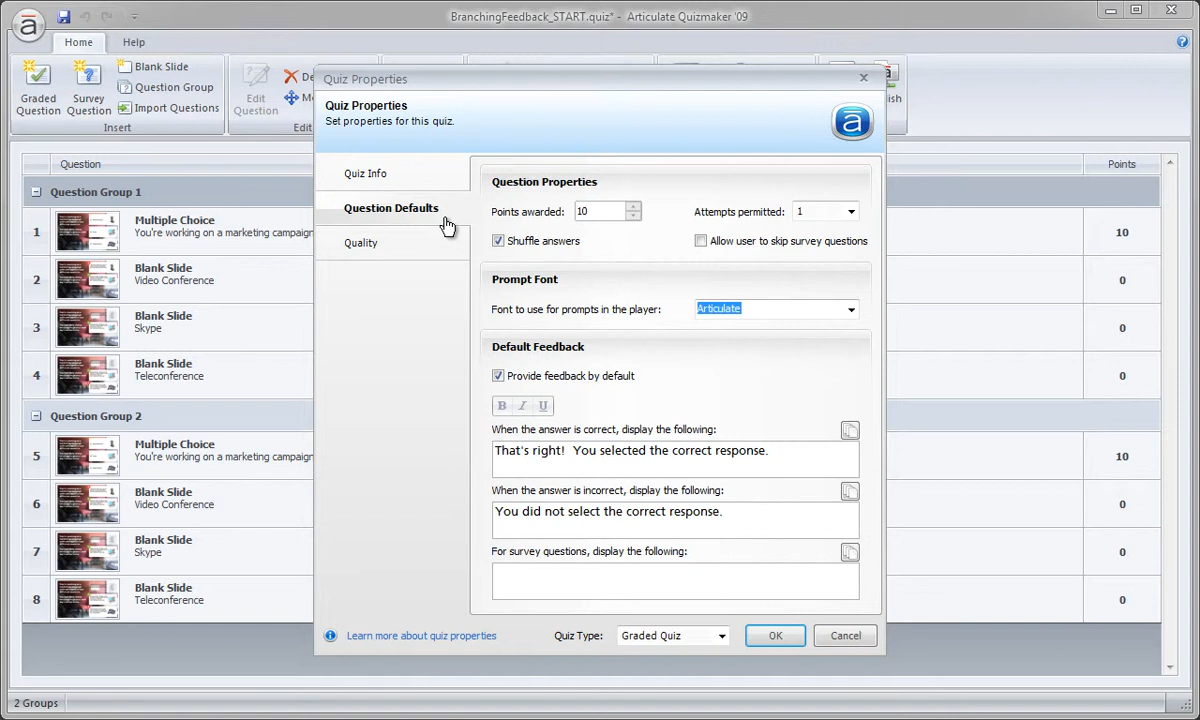 BranchingFeedback_START.quiz* - Articulate Quizmaker '09
Home
Help
Graded Question
Survey Question
Blank Slide
Question Group
Import Questions
Insert
Edit Question
Edit
Quiz Properties
Quiz Properties
Set properties for this quiz.
Quiz Info
Question Defaults
Quality
Question Properties
Points awarded: 10
Attempts permitted: 1
Shuffle answers
Allow user to skip survey questions
Prompt Font
Font to use for prompts in the player: Articulate
Default Feedback
Provide feedback by default
B I U
When the answer is correct, display the following:
That's right! You selected the correct response.
When the answer is incorrect, display the following:
You did not select the correct response.
For survey questions, display the following:
Learn more about quiz properties
Quiz Type: Graded Quiz
OK
Cancel
Question
Points
Question Group 1
1 Multiple Choice 10
You're working on a marketing campaign
2 Blank Slide 0
Video Conference
3 Blank Slide 0
Skype
4 Blank Slide 0
Teleconference
Question Group 2
5 Multiple Choice 10
You're working on a marketing campaign
6 Blank Slide 0
Video Conference
7 Blank Slide 0
Skype
8 Blank Slide 0
Teleconference
2 Groups